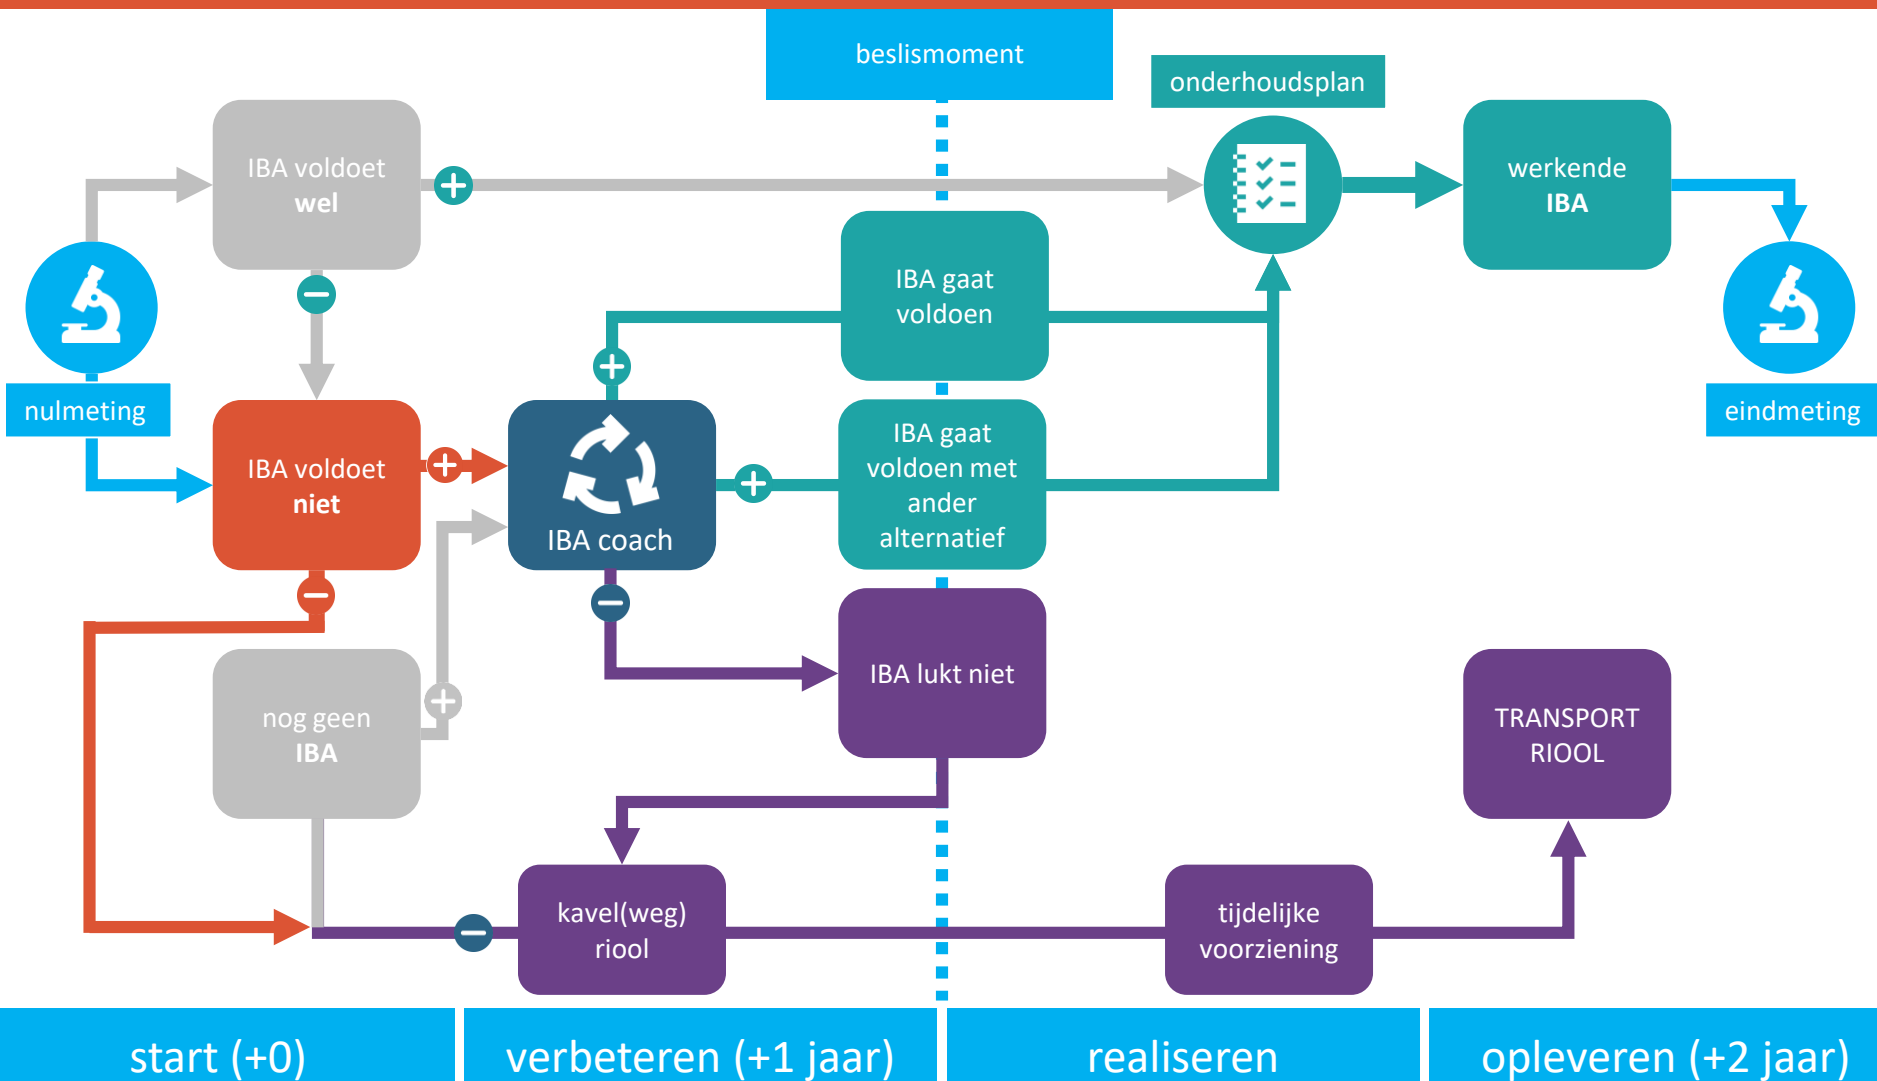 beslismoment
onderhoudsplan
IBA voldoet
wel
werkende
IBA
IBA gaat
voldoen
nulmeting
eindmeting
IBA voldoet
niet
IBA coach
IBA gaat
voldoen met
ander
alternatief
IBA lukt niet
nog geen
IBA
TRANSPORT
RIOOL
kavel(weg)
riool
tijdelijke
voorziening
start (+0)
verbeteren (+1 jaar)
realiseren
opleveren (+2 jaar)